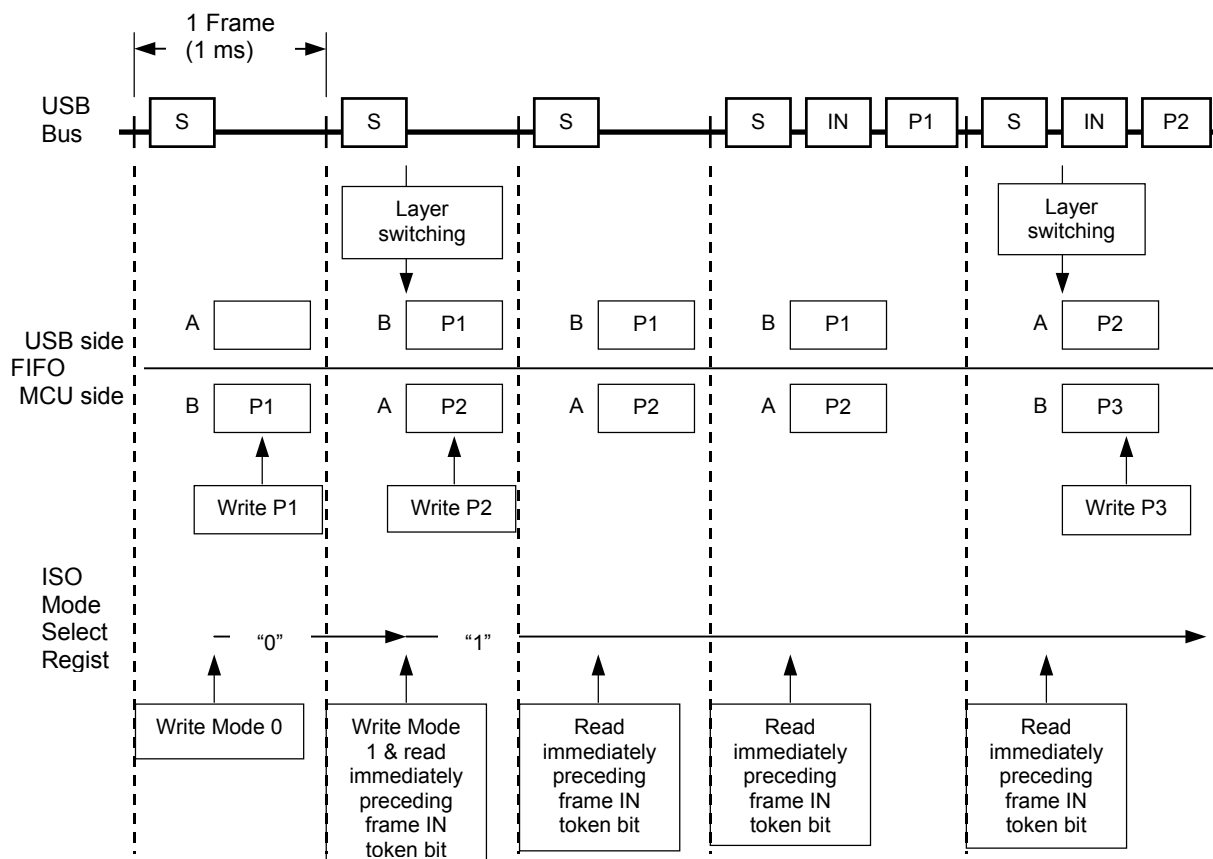 1 Frame
(1 ms)
USB
Bus
S
S
S
S
IN
P1
S
IN
P2
Layer
switching
Layer
switching
A
B
P1
B
P1
B
P1
A
P2
USB side
FIFO
MCU side
B
P1
A
P2
A
P2
A
P2
B
P3
Write P1
Write P2
Write P3
ISO
Mode
Select
Regist
“0”
“1”
Write Mode 0
Write Mode
1 & read
immediately
preceding
frame IN
token bit
Read
immediately
preceding
frame IN
token bit
Read
immediately
preceding
frame IN
token bit
Read
immediately
preceding
frame IN
token bit